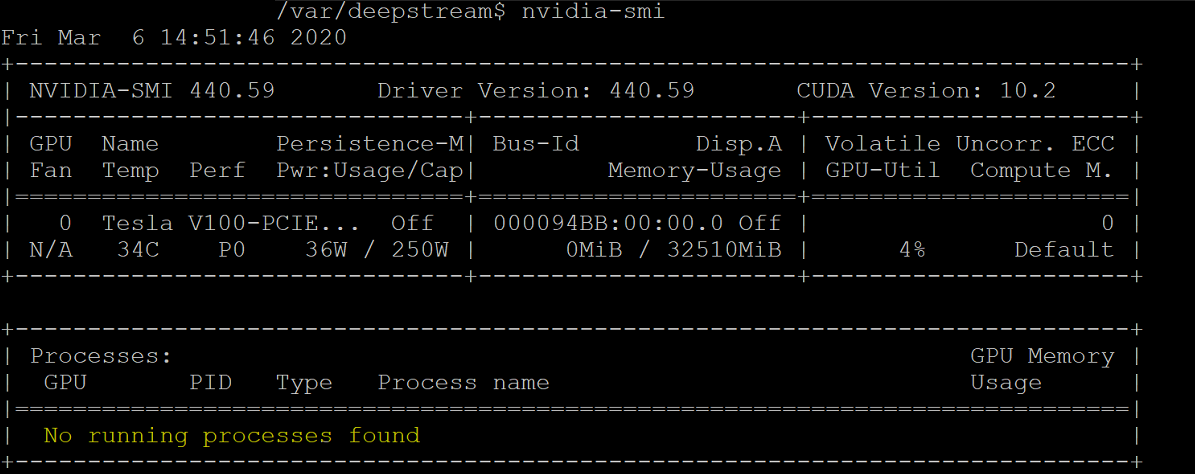 /var/deepstream$ nvidia-smi
Fri Mar  6 14:51:46 2020
+-----------------------------------------------------------------------------+
| NVIDIA-SMI 440.59       Driver Version: 440.59       CUDA Version: 10.2     |
|-------------------------------+----------------------+----------------------+
| GPU  Name        Persistence-M| Bus-Id        Disp.A | Volatile Uncorr. ECC |
| Fan  Temp  Perf  Pwr:Usage/Cap|         Memory-Usage | GPU-Util  Compute M. |
|===============================+======================+======================|
|   0  Tesla V100-PCIE...  Off  | 000094BB:00:00.0 Off |                    0 |
| N/A   34C    P0    36W / 250W |      0MiB / 32510MiB |      4%      Default |
+-------------------------------+----------------------+----------------------+
+-----------------------------------------------------------------------------+
| Processes:                                                       GPU Memory |
|  GPU       PID   Type   Process name                             Usage      |
|=============================================================================|
|  No running processes found                                                 |
+-----------------------------------------------------------------------------+